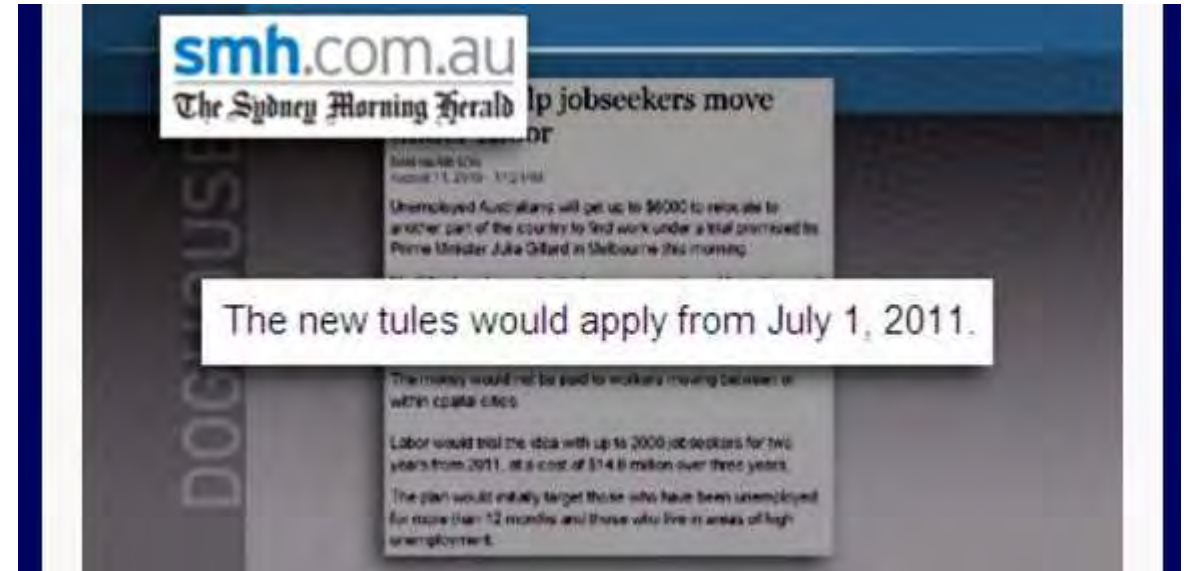 smh.com.au
The Sydney Morning Herald
jobseekers move
August 11, 2010
Unemployed Australians will get up to $6000 to relocate to
another part of the country to find work under a trial promised by
Prime Minister Julia Gillard in Melbourne this morning.
The new tules would apply from July 1, 2011.
The money would not be paid to workers moving between or
within capital cities.
Labor would trial the idea with up to 2000 jobseekers for two
years from 2011, at a cost of $14.6 million over three years.
The plan would initially target those who have been unemployed
for more than 12 months and those who live in areas of high
unemployment.